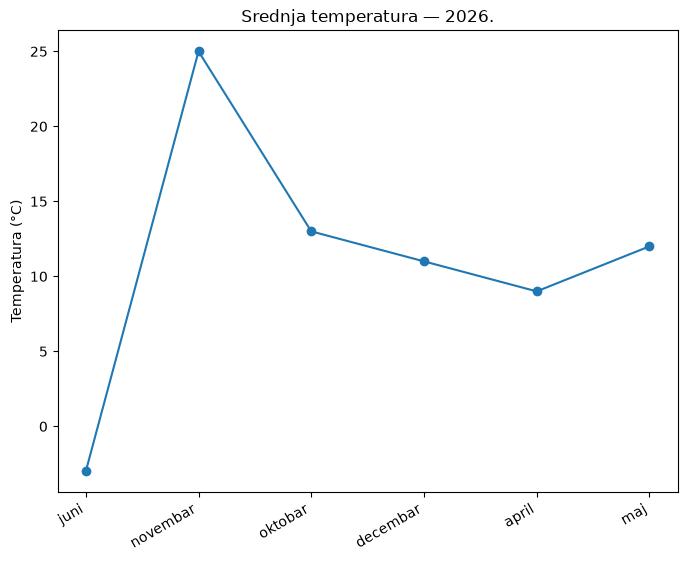 Srednja temperatura — 2026.
Temperatura (°C)
25
20
15
10
5
0
juni
novembar
oktobar
decembar
april
maj